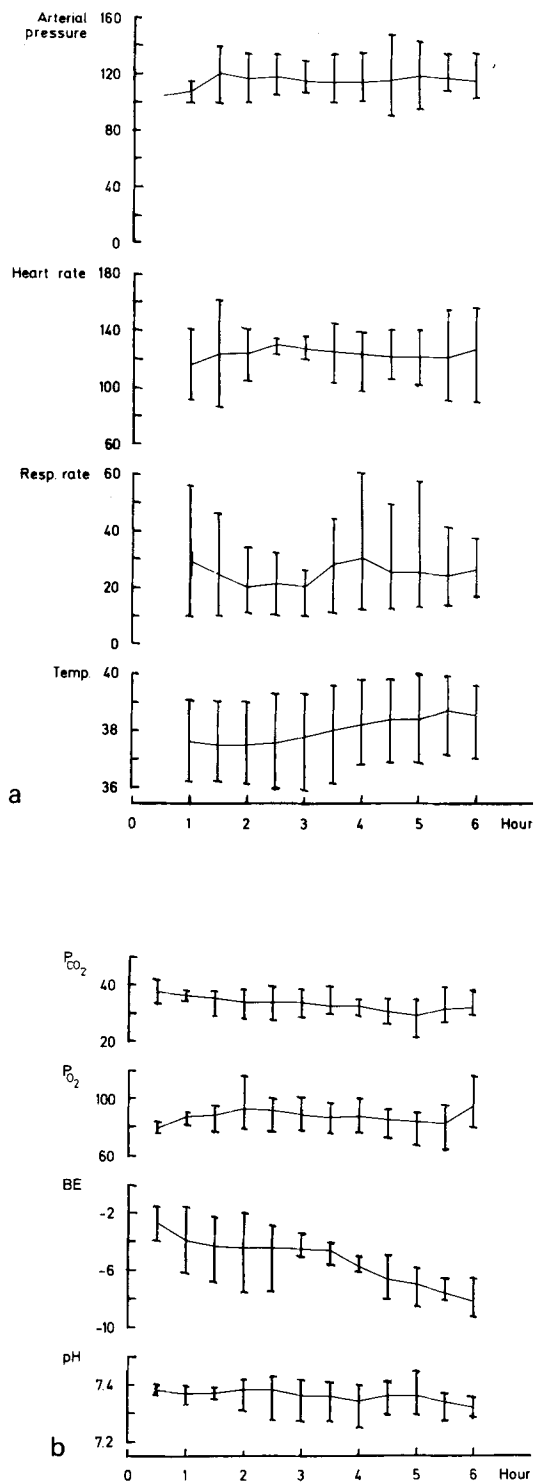 Arterial pressure
160
120
80
40
0
Heart rate
180
140
100
60
Resp. rate
60
40
20
0
Temp.
40
38
36
a
0 1 2 3 4 5 6 Hour
PCO2
40
20
PO2
100
60
BE
-2
-6
-10
pH
7.4
7.2
b
0 1 2 3 4 5 6 Hour